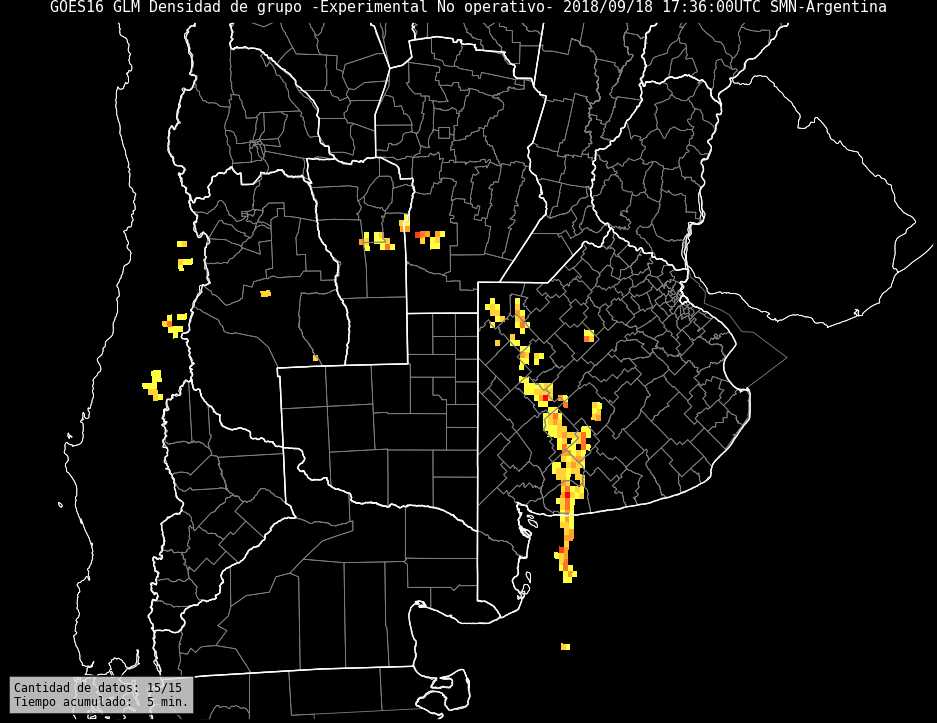 GOES16 GLM Densidad de grupo -Experimental No operativo- 2018/09/18 17:36:00UTC SMN-Argentina
Cantidad de datos: 15/15
Tiempo acumulado:  5 min.